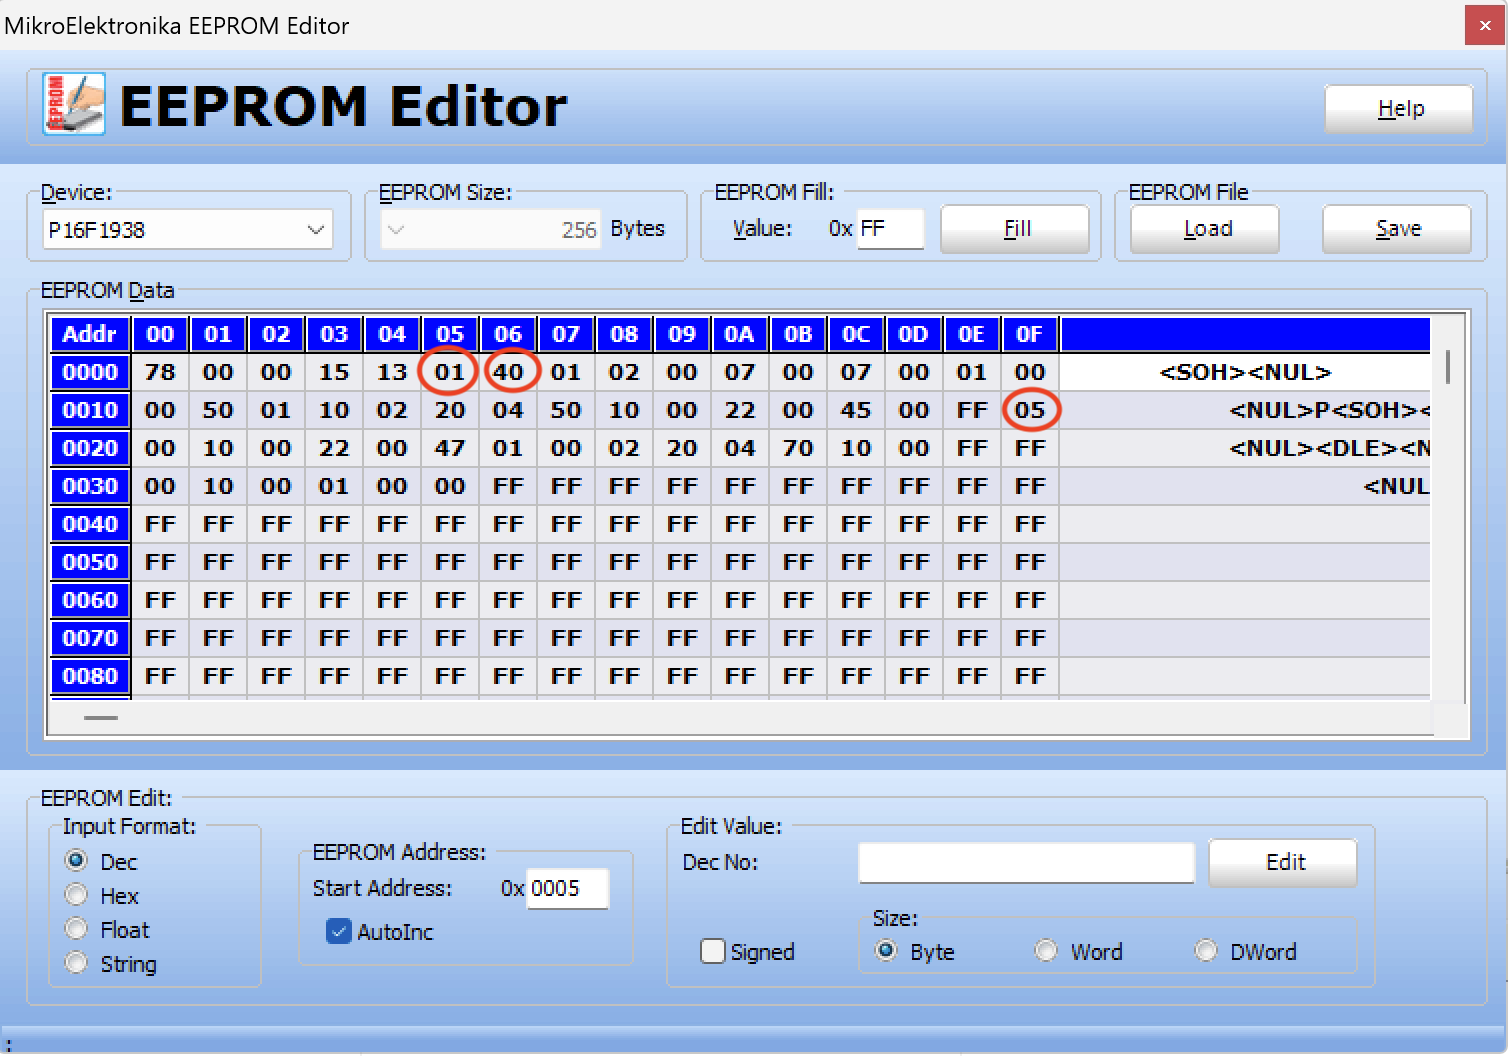 MikroElektronika EEPROM Editor
EEPROM
EEPROM Editor
Help
Device: EEPROM Size: EEPROM Fill: EEPROM File
P16F1938 256 Bytes Value: 0x FF Fill Load Save
EEPROM Data
Addr 00 01 02 03 04 05 06 07 08 09 0A 0B 0C 0D 0E 0F
0000 78 00 00 15 13 01 40 01 02 00 07 00 07 00 01 00 <SOH><NUL>
0010 00 50 01 10 02 20 04 50 10 00 22 00 45 00 FF 05 <NUL>P<SOH><
0020 00 10 00 22 00 47 01 00 02 20 04 70 10 00 FF FF <NUL><DLE><N
0030 00 10 00 01 00 00 FF FF FF FF FF FF FF FF FF FF <NUL
0040 FF FF FF FF FF FF FF FF FF FF FF FF FF FF FF FF
0050 FF FF FF FF FF FF FF FF FF FF FF FF FF FF FF FF
0060 FF FF FF FF FF FF FF FF FF FF FF FF FF FF FF FF
0070 FF FF FF FF FF FF FF FF FF FF FF FF FF FF FF FF
0080 FF FF FF FF FF FF FF FF FF FF FF FF FF FF FF FF
EEPROM Edit:
Input Format:
Dec
Hex
Float
String
EEPROM Address:
Start Address: 0x 0005
AutoInc
Edit Value:
Dec No: Edit
Signed
Size:
Byte Word DWord
: